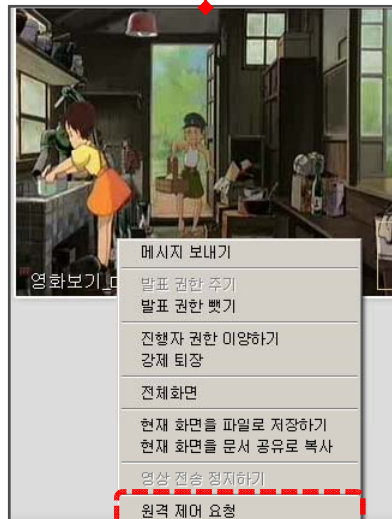 영화보기_
메시지 보내기
발표 권한 주기
발표 권한 뺏기
진행자 권한 이양하기
강제 퇴장
전체화면
현재 화면을 파일로 저장하기
현재 화면을 문서 공유로 복사
영상 전송 정지하기
원격 제어 요청